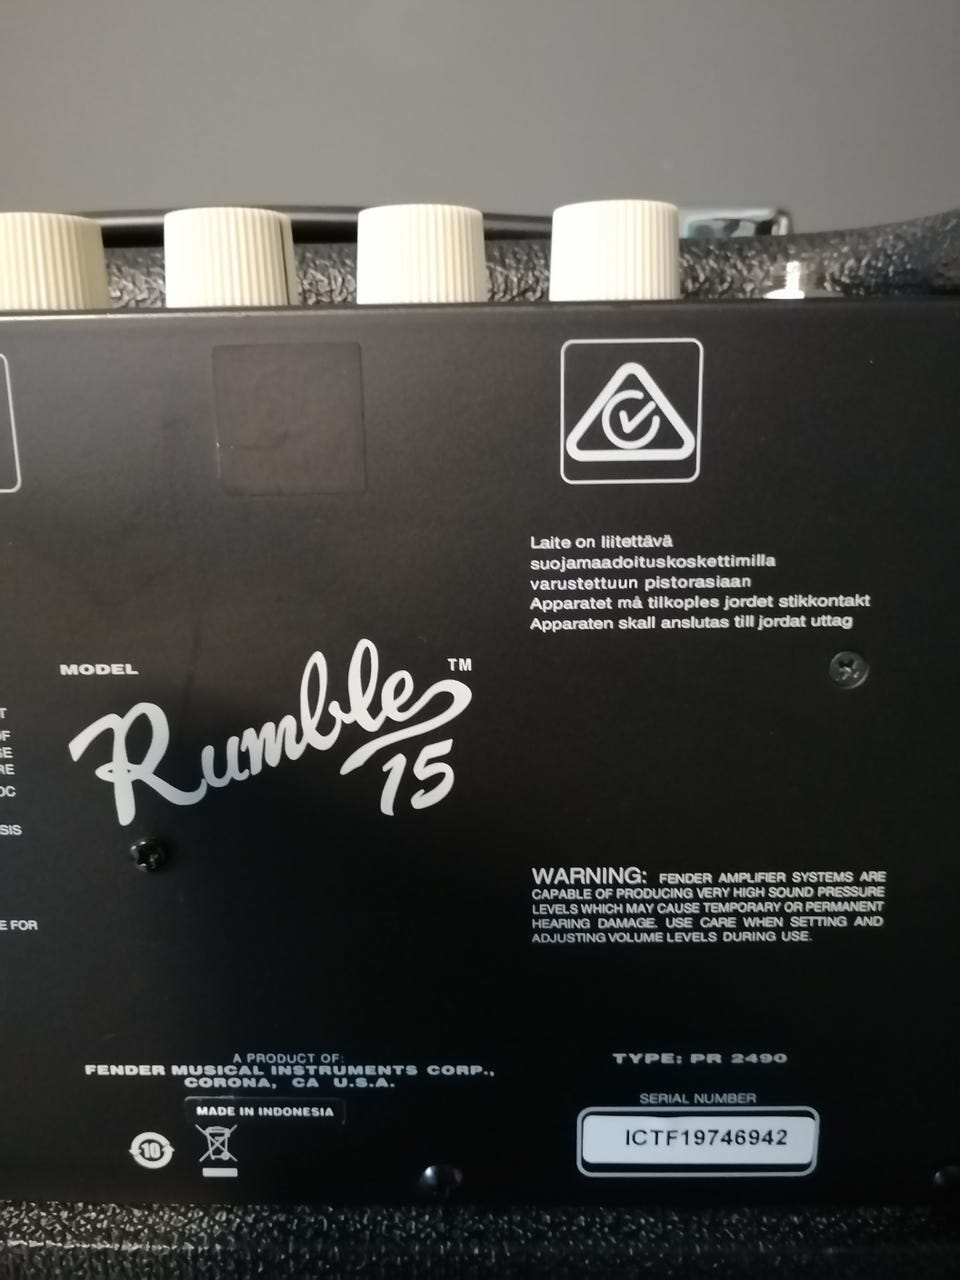 Laite on liitettävä
suojamaadoituskoskettimilla
varustettuun pistorasiaan
Apparatet må tilkoples jordet stikkontakt
Apparaten skall anslutas till jordat uttag
MODEL
Rumble™
15
WARNING: FENDER AMPLIFIER SYSTEMS ARE
CAPABLE OF PRODUCING VERY HIGH SOUND PRESSURE
LEVELS WHICH MAY CAUSE TEMPORARY OR PERMANENT
HEARING DAMAGE. USE CARE WHEN SETTING AND
ADJUSTING VOLUME LEVELS DURING USE.
E FOR
A PRODUCT OF:
FENDER MUSICAL INSTRUMENTS CORP.,
CORONA, CA U.S.A.
MADE IN INDONESIA
10
TYPE: PR 2490
SERIAL NUMBER
ICTF19746942